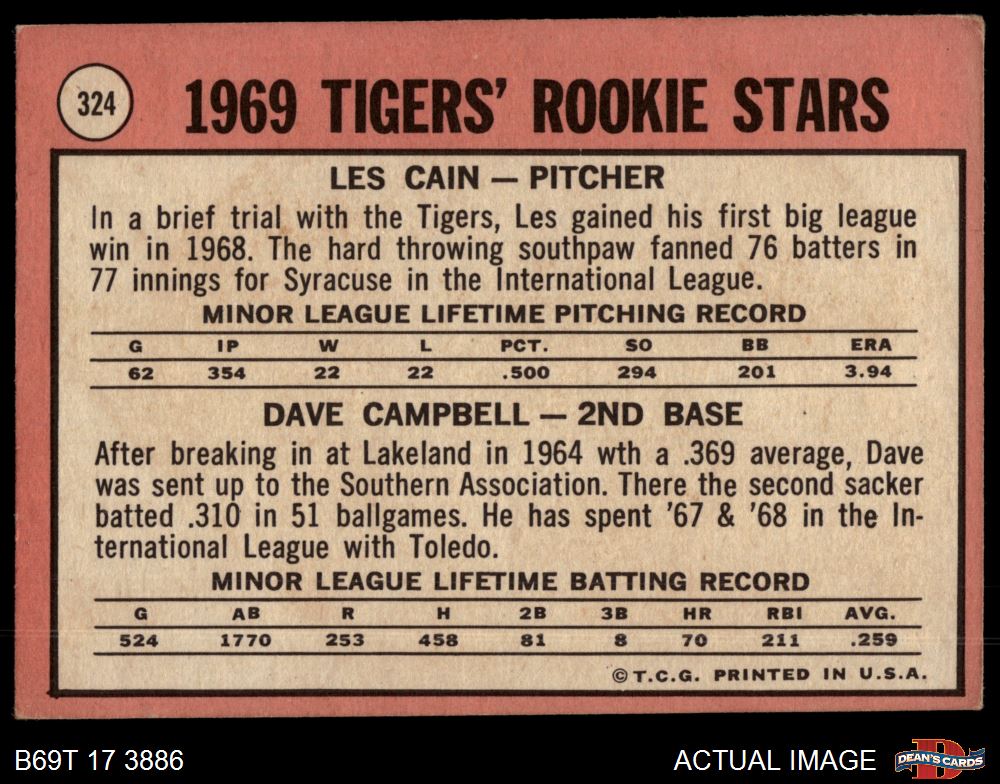 324
1969 TIGERS' ROOKIE STARS
LES CAIN — PITCHER
In a brief trial with the Tigers, Les gained his first big league
win in 1968. The hard throwing southpaw fanned 76 batters in
77 innings for Syracuse in the International League.
MINOR LEAGUE LIFETIME PITCHING RECORD
G IP W L PCT. SO BB ERA
62 354 22 22 .500 294 201 3.94
DAVE CAMPBELL — 2ND BASE
After breaking in at Lakeland in 1964 wth a .369 average, Dave
was sent up to the Southern Association. There the second sacker
batted .310 in 51 ballgames. He has spent '67 & '68 in the In-
ternational League with Toledo.
MINOR LEAGUE LIFETIME BATTING RECORD
G AB R H 2B 3B HR RBI AVG.
524 1770 253 458 81 8 70 211 .259
©T.C.G. PRINTED IN U.S.A.
B69T 17 3886
ACTUAL IMAGE
D
DEAN'S CARDS